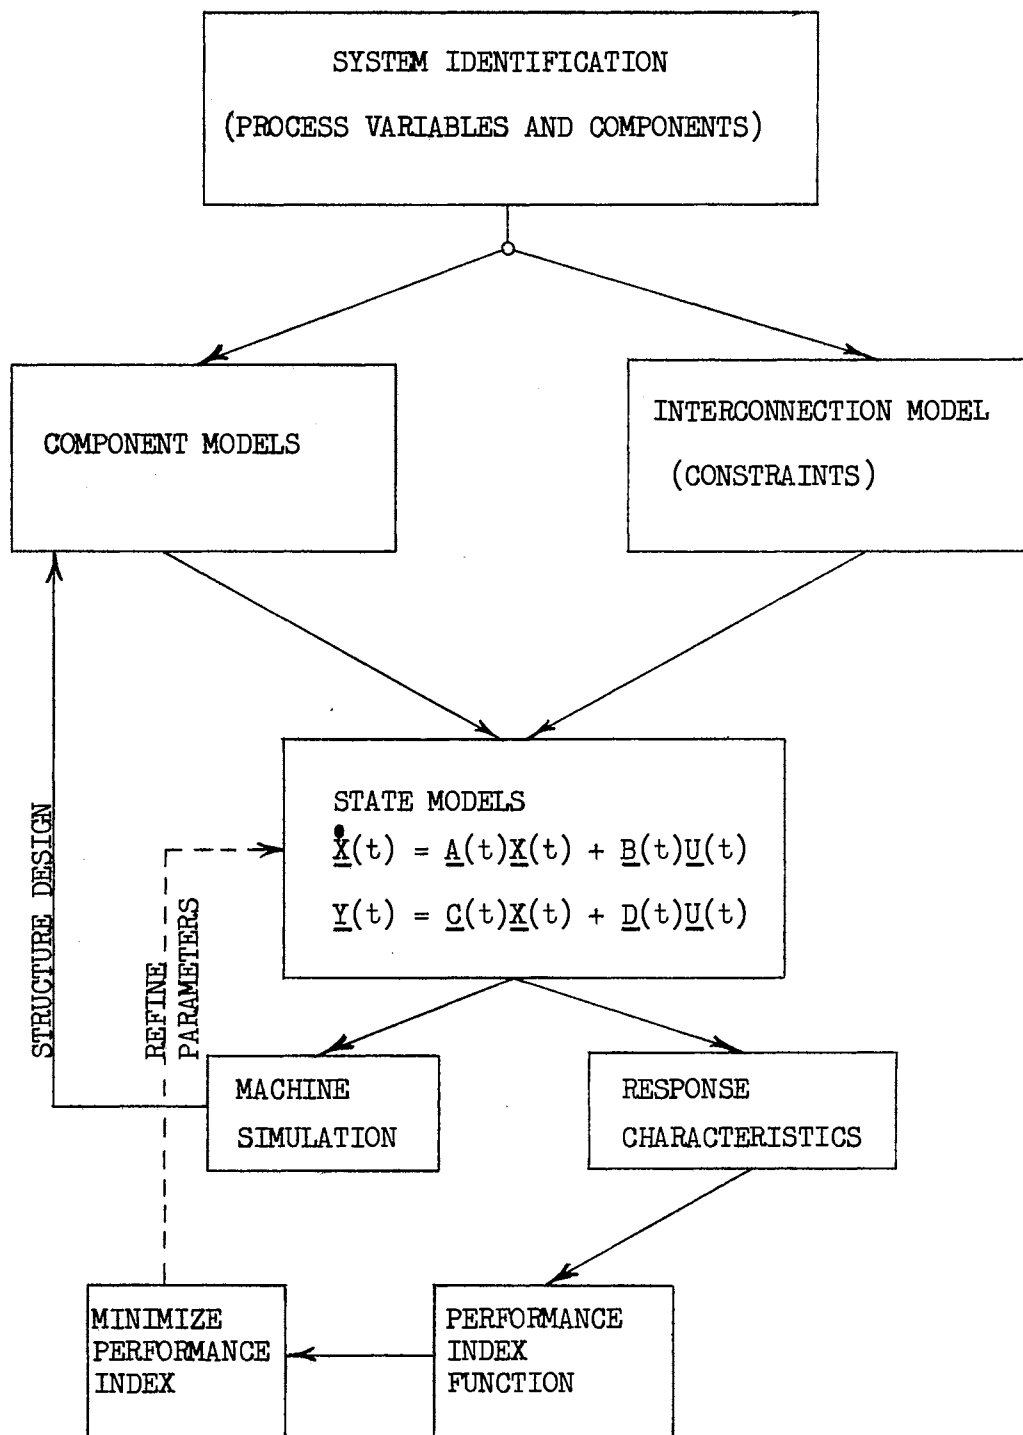 SYSTEM IDENTIFICATION
(PROCESS VARIABLES AND COMPONENTS)
COMPONENT MODELS
INTERCONNECTION MODEL
(CONSTRAINTS)
STATE MODELS
Ẋ(t) = A(t)X(t) + B(t)U(t)
Y(t) = C(t)X(t) + D(t)U(t)
STRUCTURE DESIGN
REFINE
PARAMETERS
MACHINE
SIMULATION
RESPONSE
CHARACTERISTICS
MINIMIZE
PERFORMANCE
INDEX
PERFORMANCE
INDEX
FUNCTION